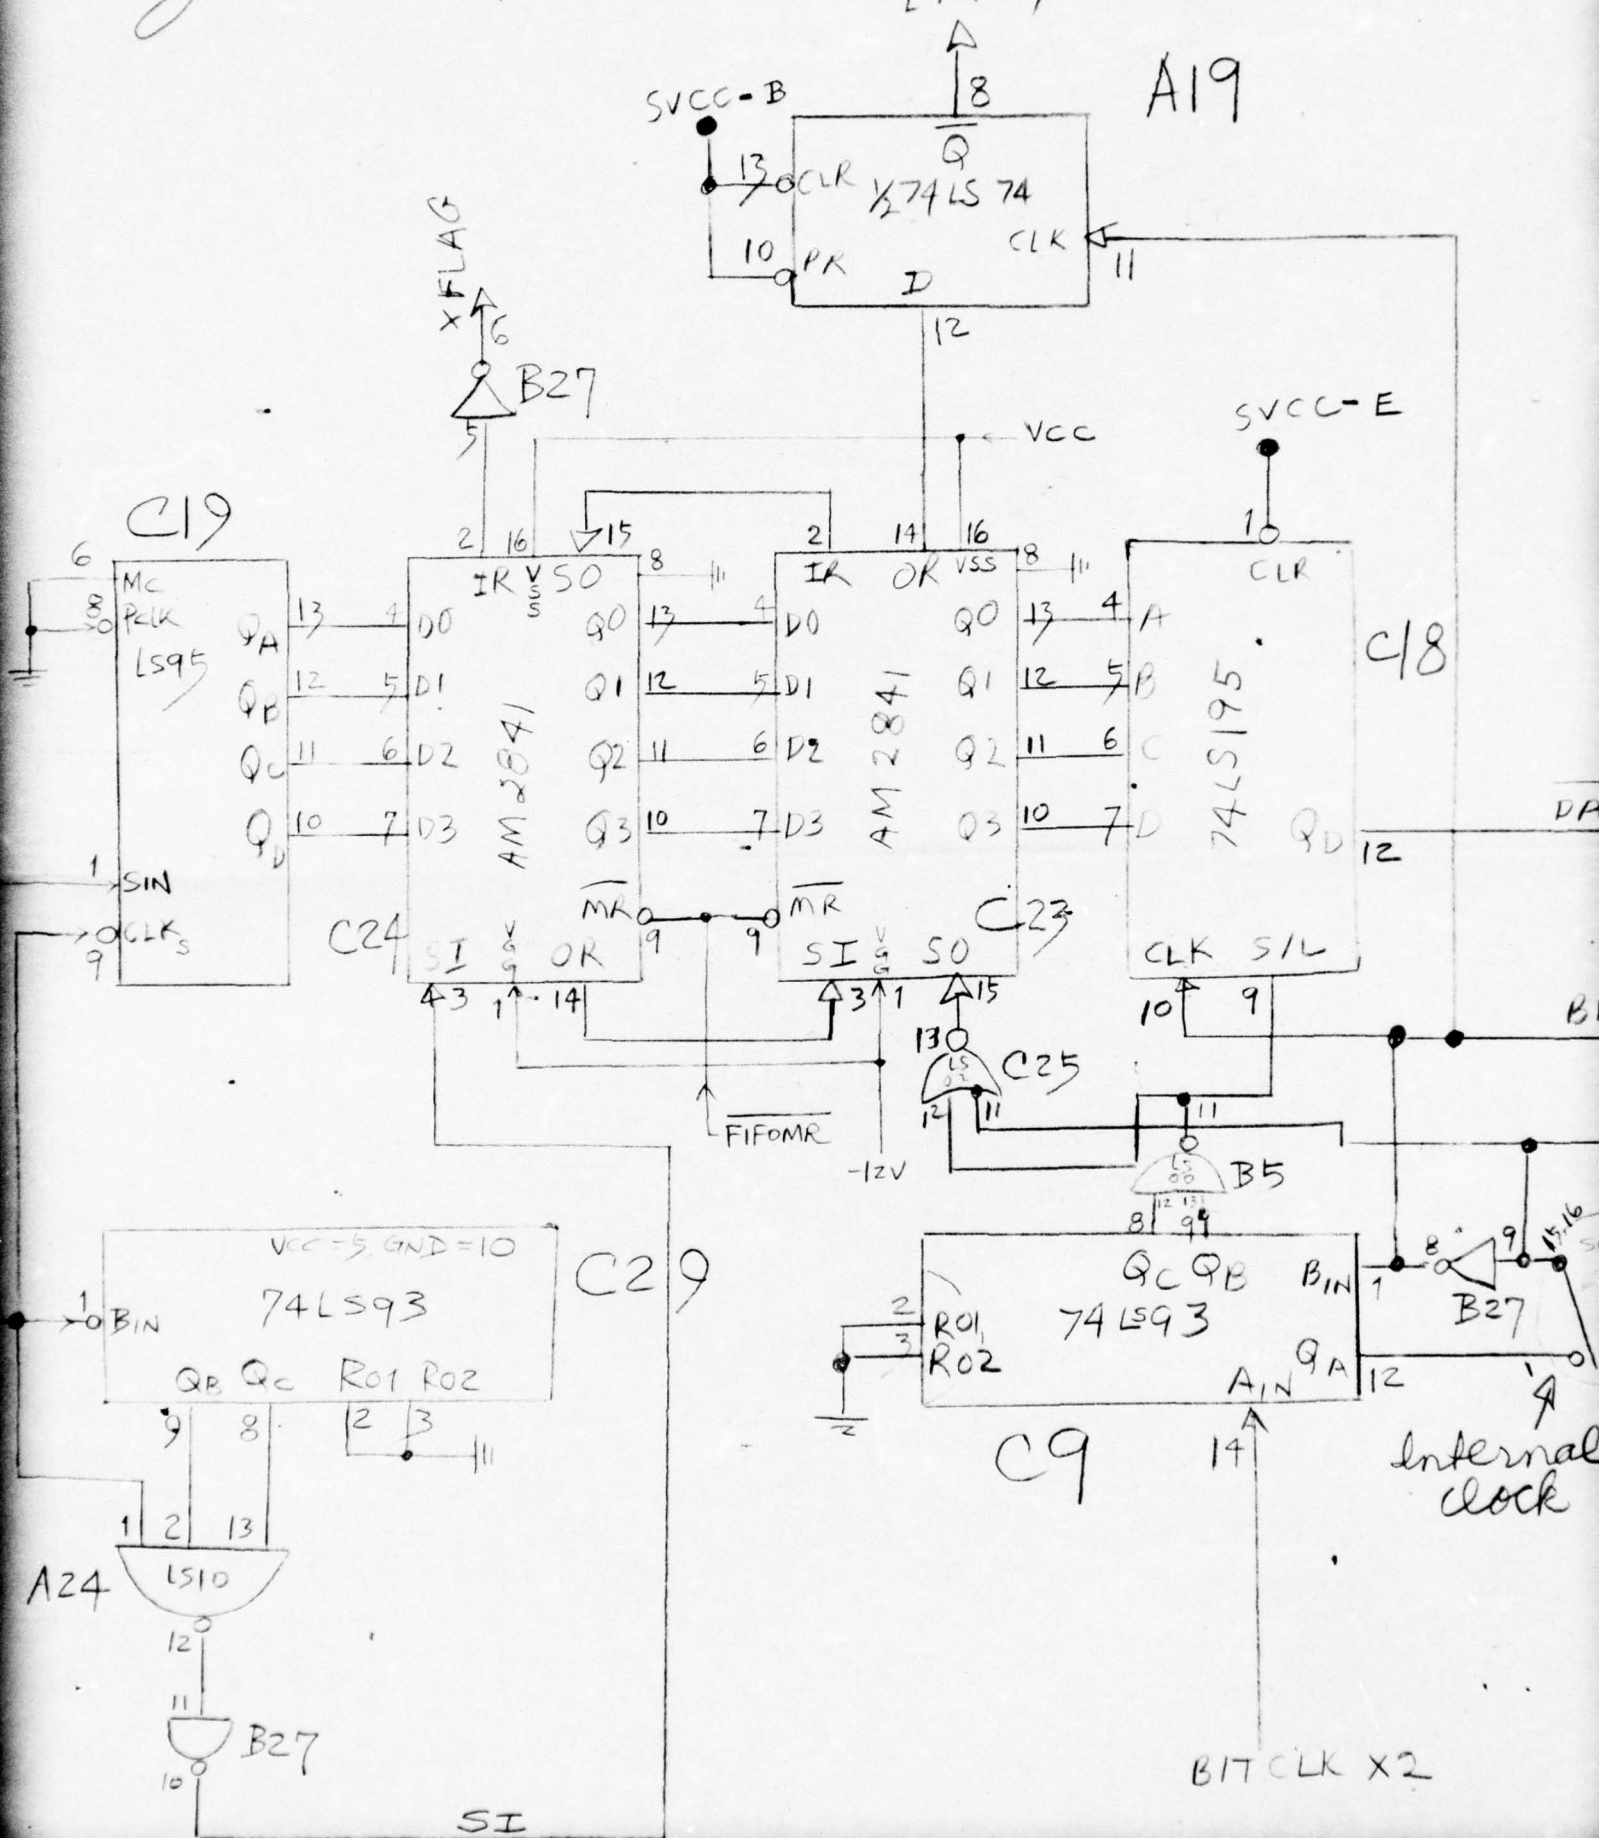 A19
8
SVCC-B
Q
13 CLR ½74LS74
CLK
11
10 PR
D
12
XFLAG
6
B27
5
VCC
SVCC-E
C19
2 16 15
2 14 16
1
6 MC
8 PCLK
LS95
IR VSS SO 8
IR OR VSS 8
CLR
QA 13 4 D0 Q0 13 4 D0 Q0 13 4 A
QB 12 5 D1 Q1 12 5 D1 Q1 12 5 B
QC 11 6 D2 Q2 11 6 D2 Q2 11 6 C
QD 10 7 D3 Q3 10 7 D3 Q3 10 7 D
AM2841
AM2841
74LS195
C18
QD 12
1 SIN
CLKS
9
C24
MR 9
9 MR
C23
SI VGG OR
SI VGG SO
CLK S/L
3 1 14
3 1 15
10 9
13
LS 02
C25
12 11
FIFOMR
-12V
11
LS 00
B5
12 13
8 9
VCC=5 GND=10
C29
74LS93
1 BIN
QB QC R01 R02
9 8 2 3
QC QB
BIN 1
8 9
15,16
B27
2 R01
3 R02
74LS93
QA 12
AIN
14
C9
Internal
clock
1 2 13
A24
LS10
12
11
B27
10
SI
BITCLK X2